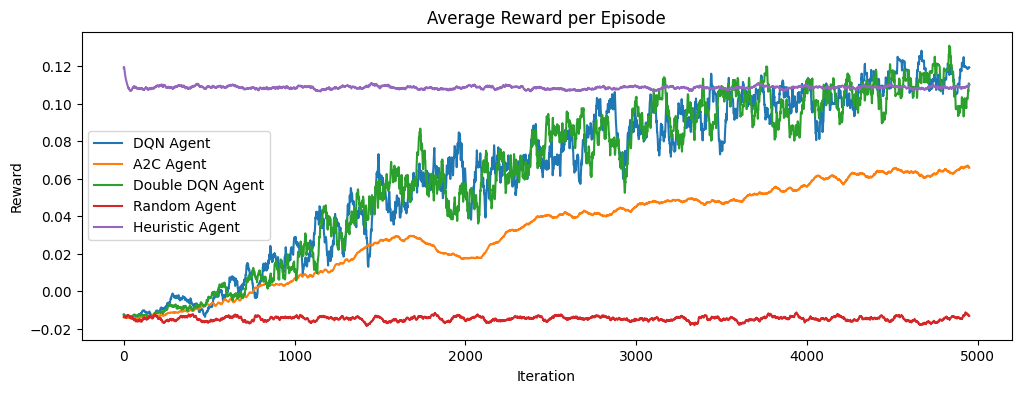 Average Reward per Episode
0.12
0.10
0.08
0.06
0.04
0.02
0.00
−0.02
Reward
DQN Agent
A2C Agent
Double DQN Agent
Random Agent
Heuristic Agent
0
1000
2000
3000
4000
5000
Iteration